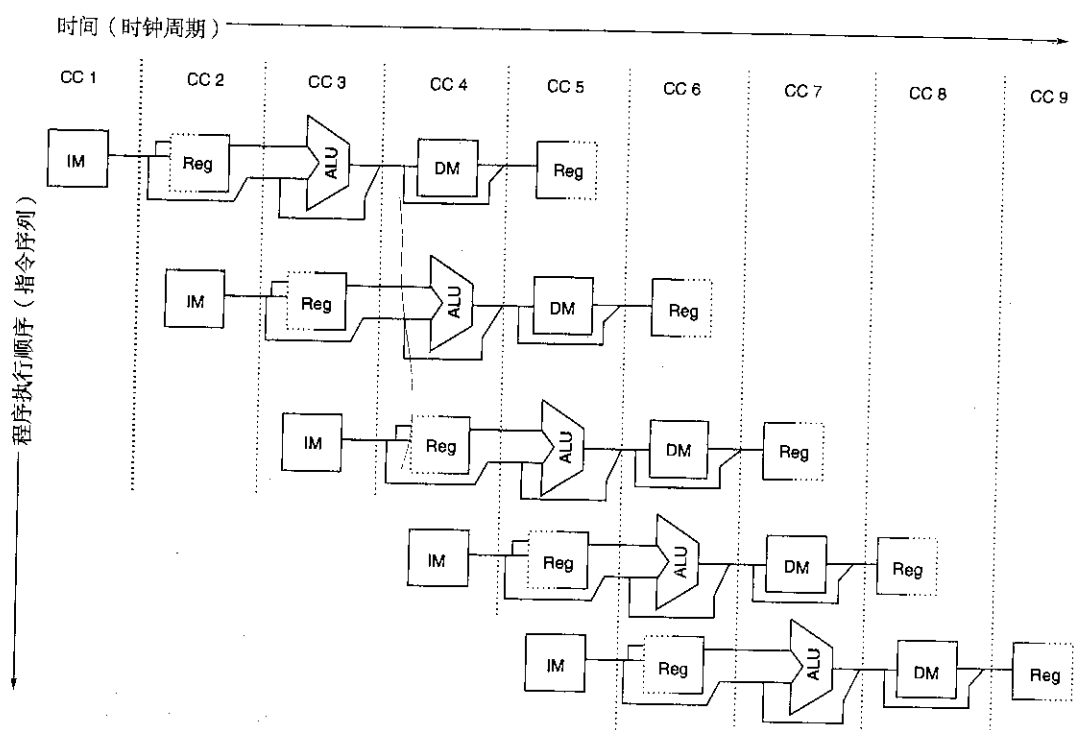 时间（时钟周期）
CC 1 CC 2 CC 3 CC 4 CC 5 CC 6 CC 7 CC 8 CC 9
程序执行顺序（指令序列）
IM Reg ALU DM Reg
IM Reg ALU DM Reg
IM Reg ALU DM Reg
IM Reg ALU DM Reg
IM Reg ALU DM Reg